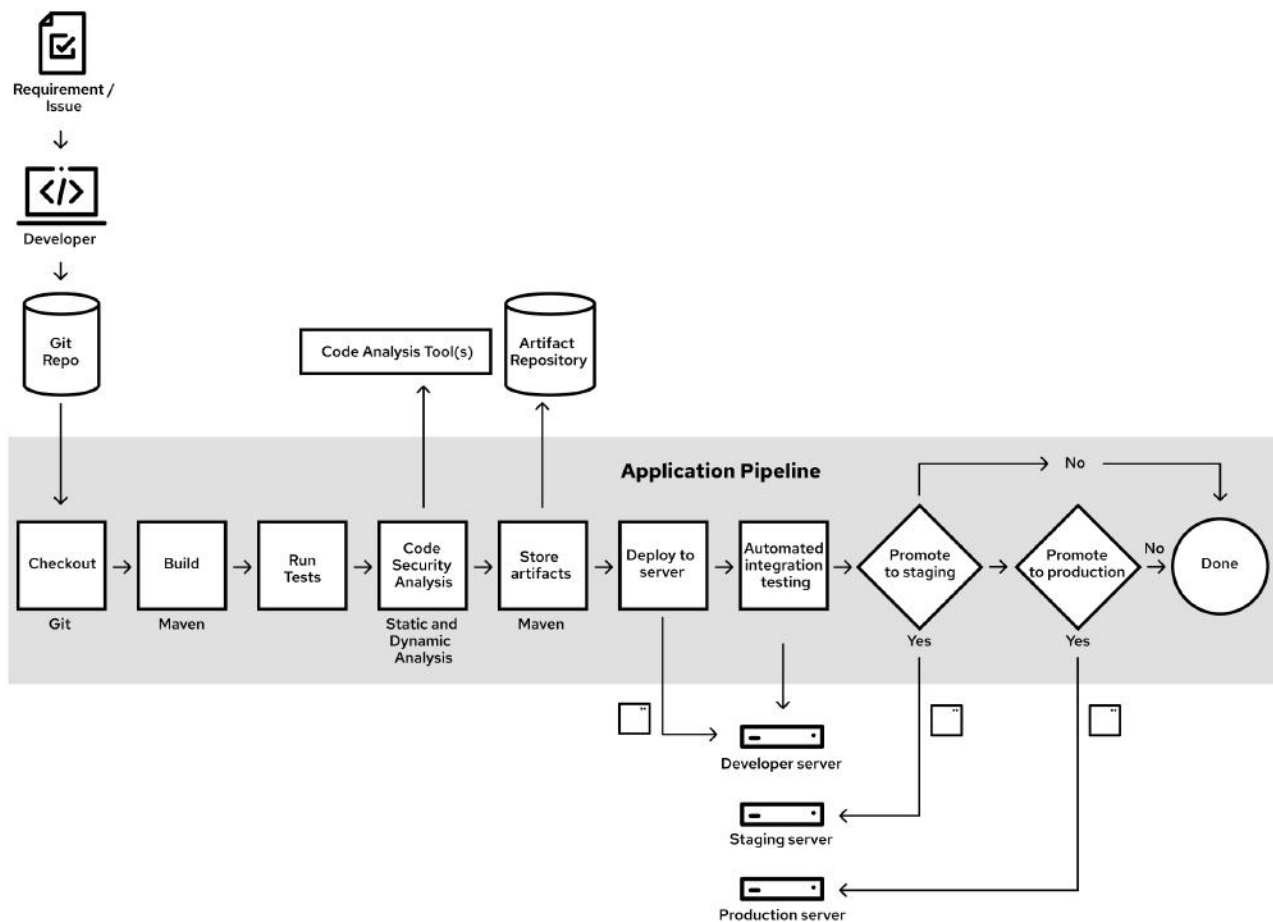 Requirement /
Issue
Developer
Git
Repo
Code Analysis Tool(s)
Artifact
Repository
Application Pipeline
No
Checkout
Git
Build
Maven
Run
Tests
Code
Security
Analysis
Static and
Dynamic
Analysis
Store
artifacts
Maven
Deploy to
server
Automated
integration
testing
Promote
to staging
Yes
Promote
to production
Yes
No
Done
Developer server
Staging server
Production server